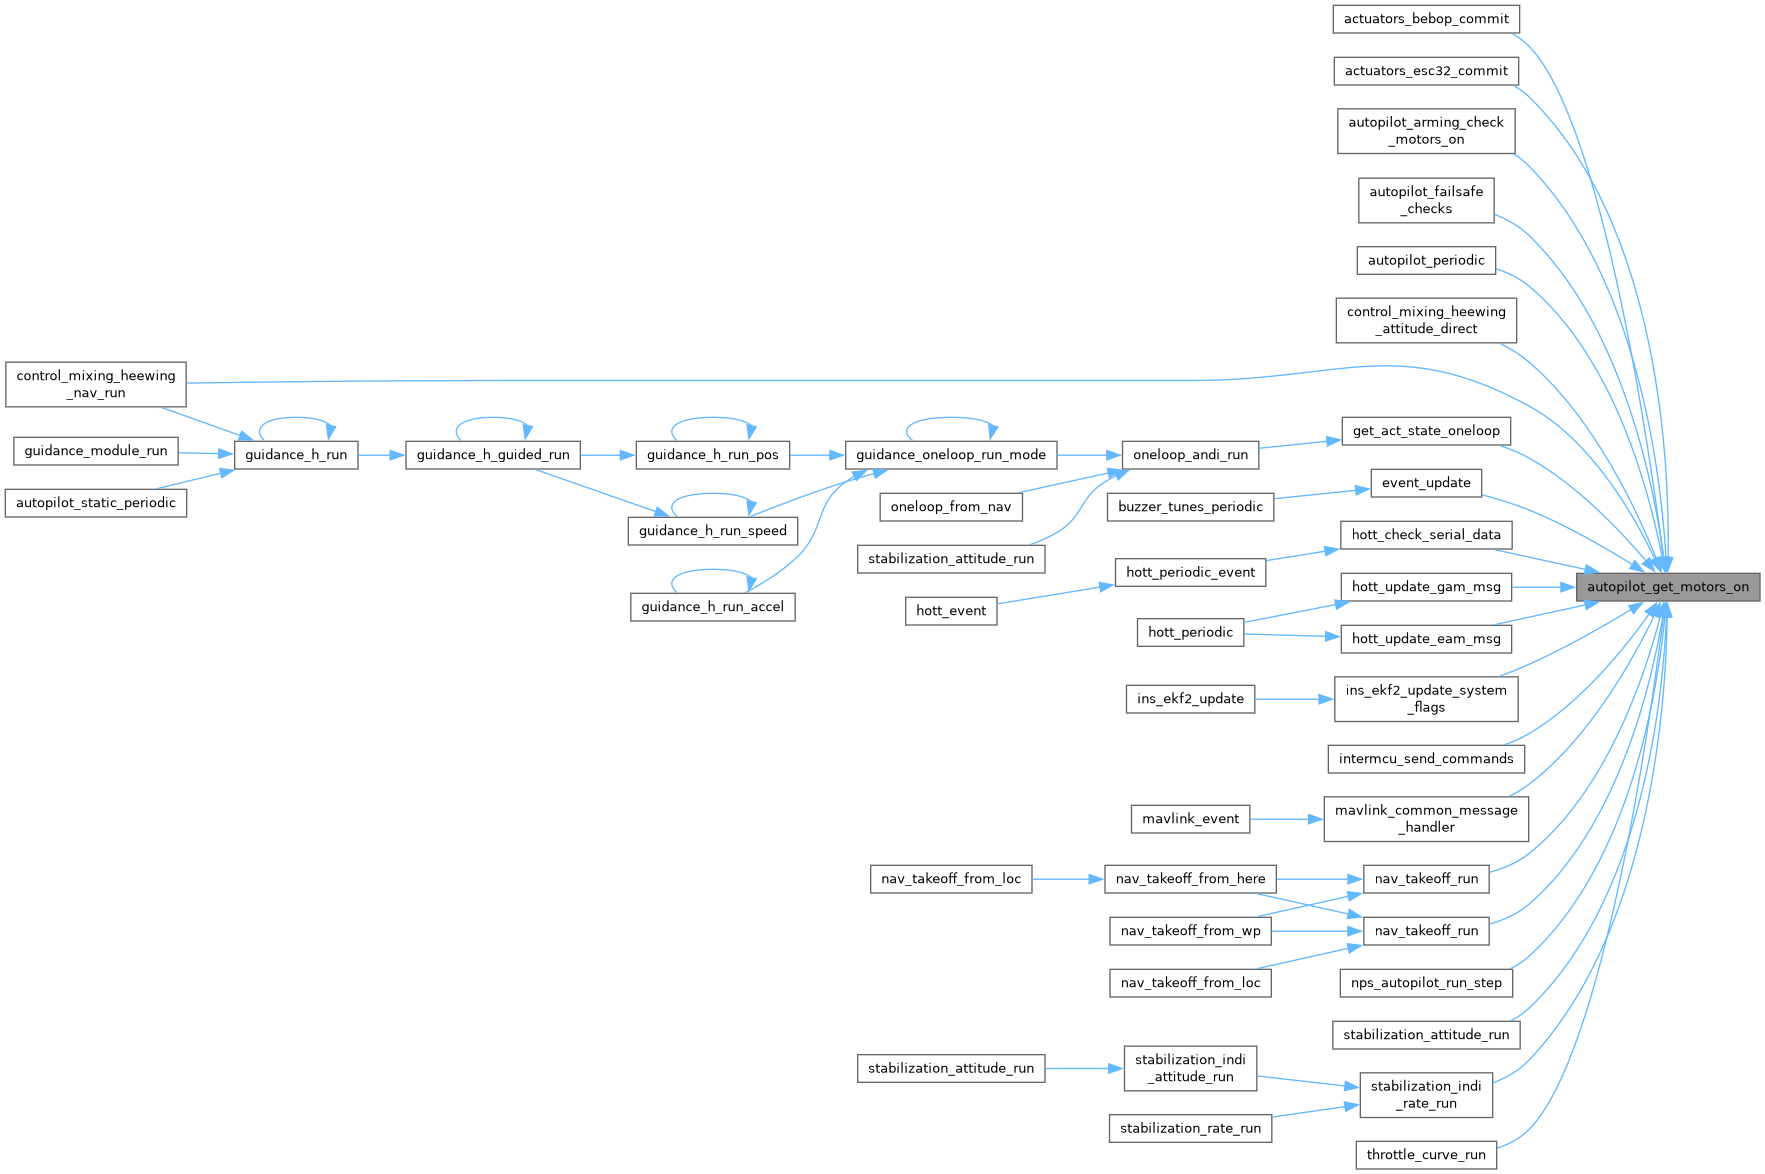 actuators_bebop_commit
actuators_esc32_commit
autopilot_arming_check
_motors_on
autopilot_failsafe
_checks
autopilot_periodic
control_mixing_heewing
_attitude_direct
control_mixing_heewing
_nav_run
guidance_module_run
autopilot_static_periodic
guidance_h_run
guidance_h_guided_run
guidance_h_run_pos
guidance_h_run_speed
guidance_h_run_accel
guidance_oneloop_run_mode
oneloop_from_nav
stabilization_attitude_run
oneloop_andi_run
get_act_state_oneloop
buzzer_tunes_periodic
event_update
hott_event
hott_periodic_event
hott_check_serial_data
hott_periodic
hott_update_gam_msg
hott_update_eam_msg
autopilot_get_motors_on
ins_ekf2_update
ins_ekf2_update_system
_flags
intermcu_send_commands
mavlink_event
mavlink_common_message
_handler
nav_takeoff_from_loc
nav_takeoff_from_here
nav_takeoff_run
nav_takeoff_from_wp
nav_takeoff_run
nav_takeoff_from_loc
nps_autopilot_run_step
stabilization_attitude_run
stabilization_attitude_run
stabilization_indi
_attitude_run
stabilization_indi
_rate_run
stabilization_rate_run
throttle_curve_run